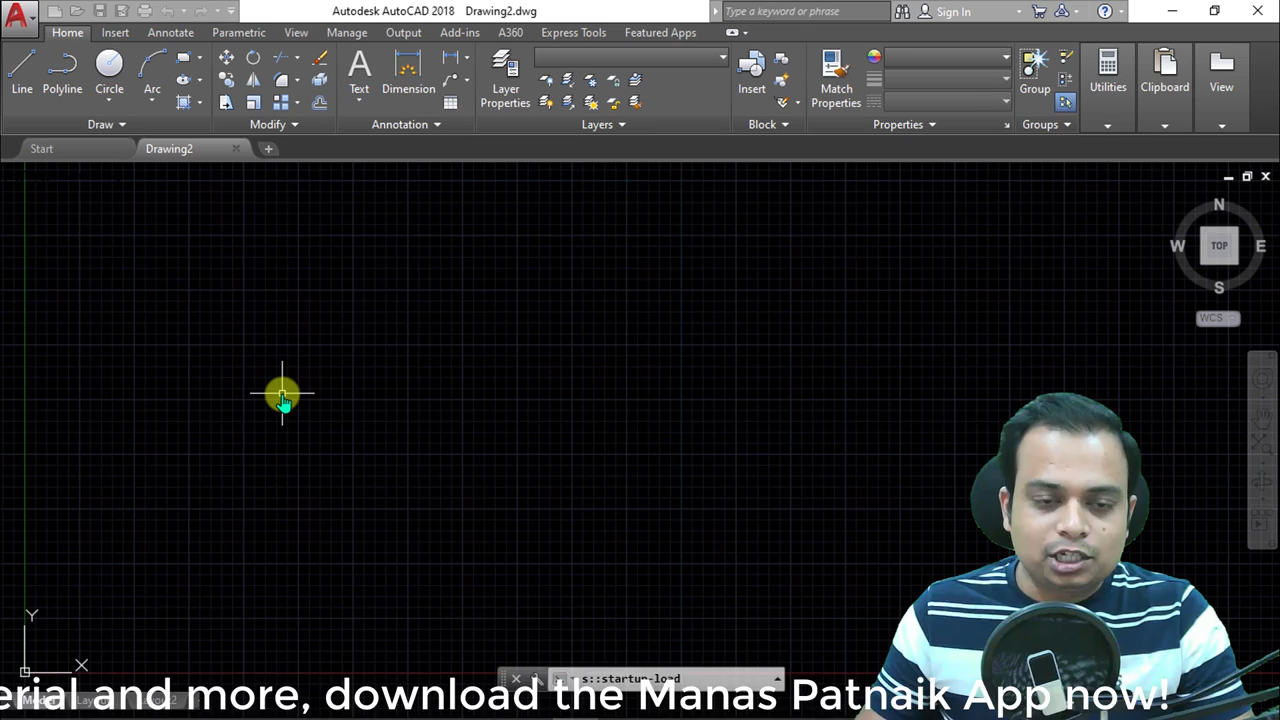 Autodesk AutoCAD 2018 Drawing2.dwg
Type a keyword or phrase
Sign In
Home Insert Annotate Parametric View Manage Output Add-ins A360 Express Tools Featured Apps
Line Polyline Circle Arc
Text Dimension
Layer Properties
Insert
Match Properties
Group
Utilities
Clipboard
View
Draw Modify Annotation Layers Block Properties Groups
Start Drawing2
N
W TOP E
S
WCS
Y
X
s::startup-load
erial and more, download the Manas Patnaik App now!